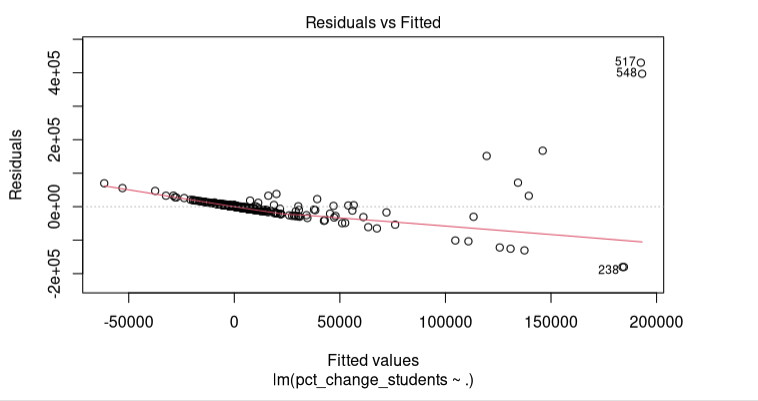 Residuals vs Fitted
Residuals
4e+05
2e+05
0e+00
-2e+05
517
548
238
-50000 0 50000 100000 150000 200000
Fitted values
lm(pct_change_students ~ .)